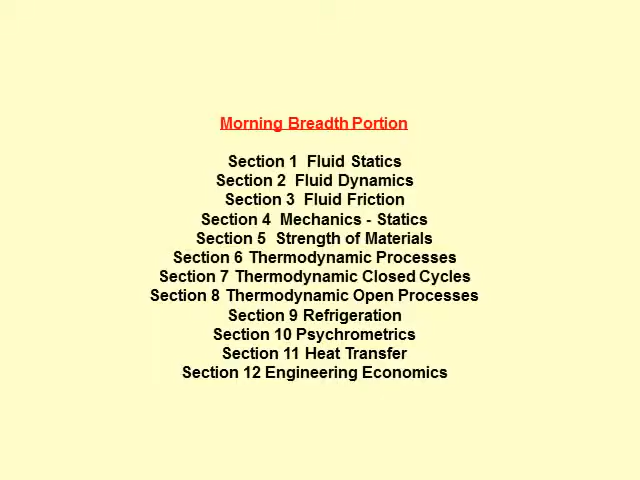 Morning Breadth Portion
Section 1 Fluid Statics
Section 2 Fluid Dynamics
Section 3 Fluid Friction
Section 4 Mechanics - Statics
Section 5 Strength of Materials
Section 6 Thermodynamic Processes
Section 7 Thermodynamic Closed Cycles
Section 8 Thermodynamic Open Processes
Section 9 Refrigeration
Section 10 Psychrometrics
Section 11 Heat Transfer
Section 12 Engineering Economics